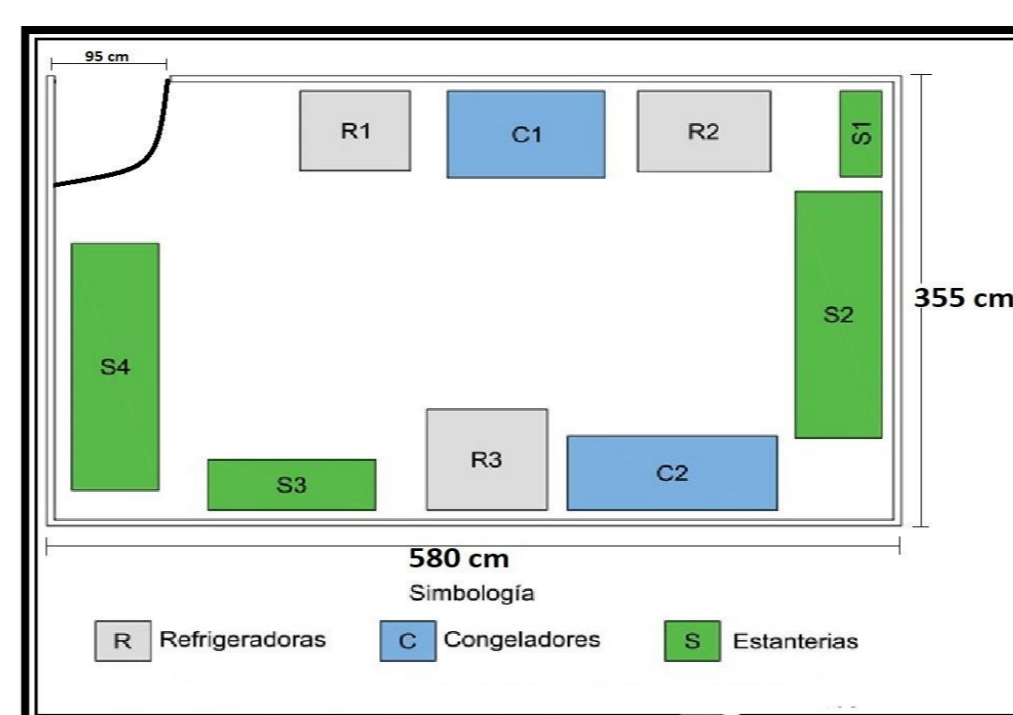 95 cm
R1
C1
R2
S1
S2
355 cm
S4
R3
C2
S3
580 cm
Simbología
R Refrigeradoras
C Congeladores
S Estanterias